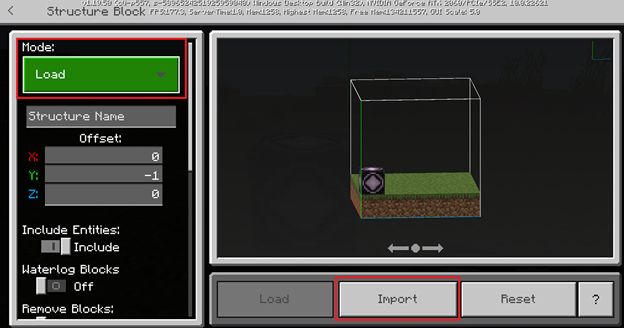 Structure Block
Mode:
Load
Structure Name
Offset:
X: 0
Y: -1
Z: 0
Include Entities:
Include
Waterlog Blocks
Off
Remove Blocks:
Load
Import
Reset
?